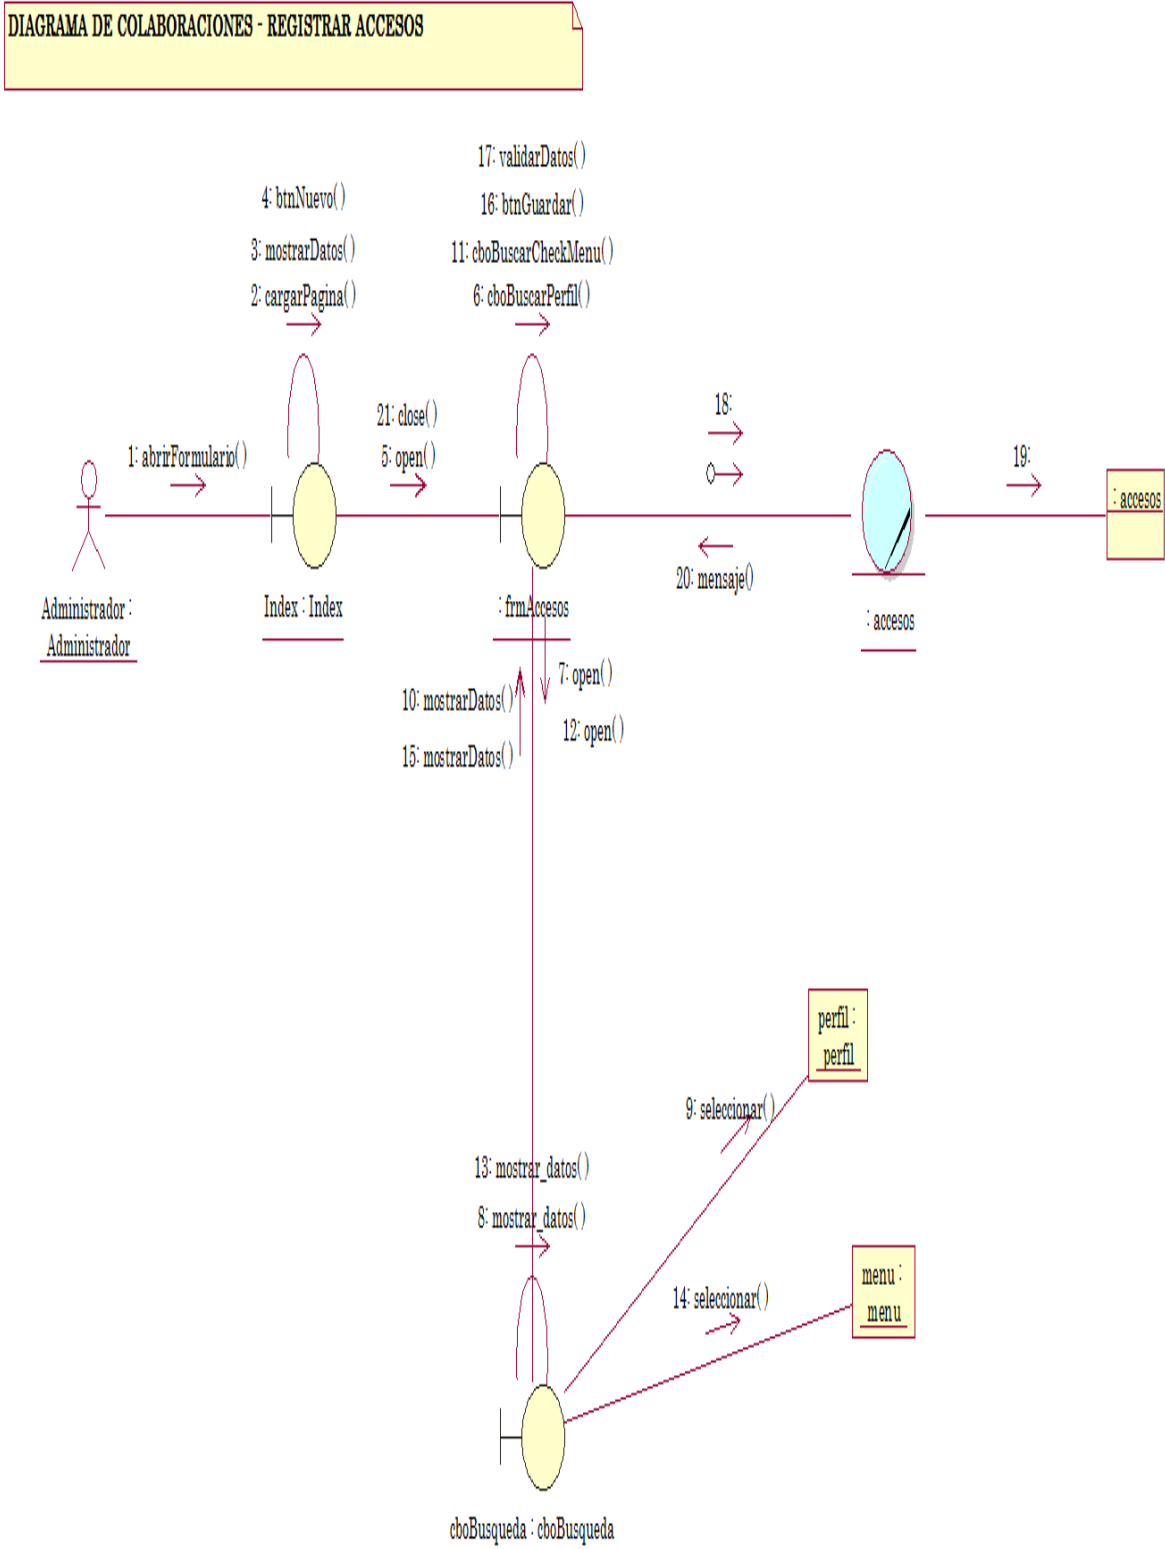 DIAGRAMA DE COLABORACIONES - REGISTRAR ACCESOS
17: validarDatos()
4: btnNuevo()
16: btnGuardar()
3: mostrarDatos()
11: cboBuscarCheckMenu()
2: cargarPagina()
6: cboBuscarPerfil()
18:
21: close()
1: abrirFormulario()
5: open()
19:
: accesos
20: mensaje()
Administrador :
Administrador
Index : Index
: frmAccesos
: accesos
7: open()
10: mostrarDatos()
12: open()
15: mostrarDatos()
perfil :
perfil
9: seleccionar()
13: mostrar_datos()
8: mostrar_datos()
menu :
menu
14: seleccionar()
cboBusqueda : cboBusqueda